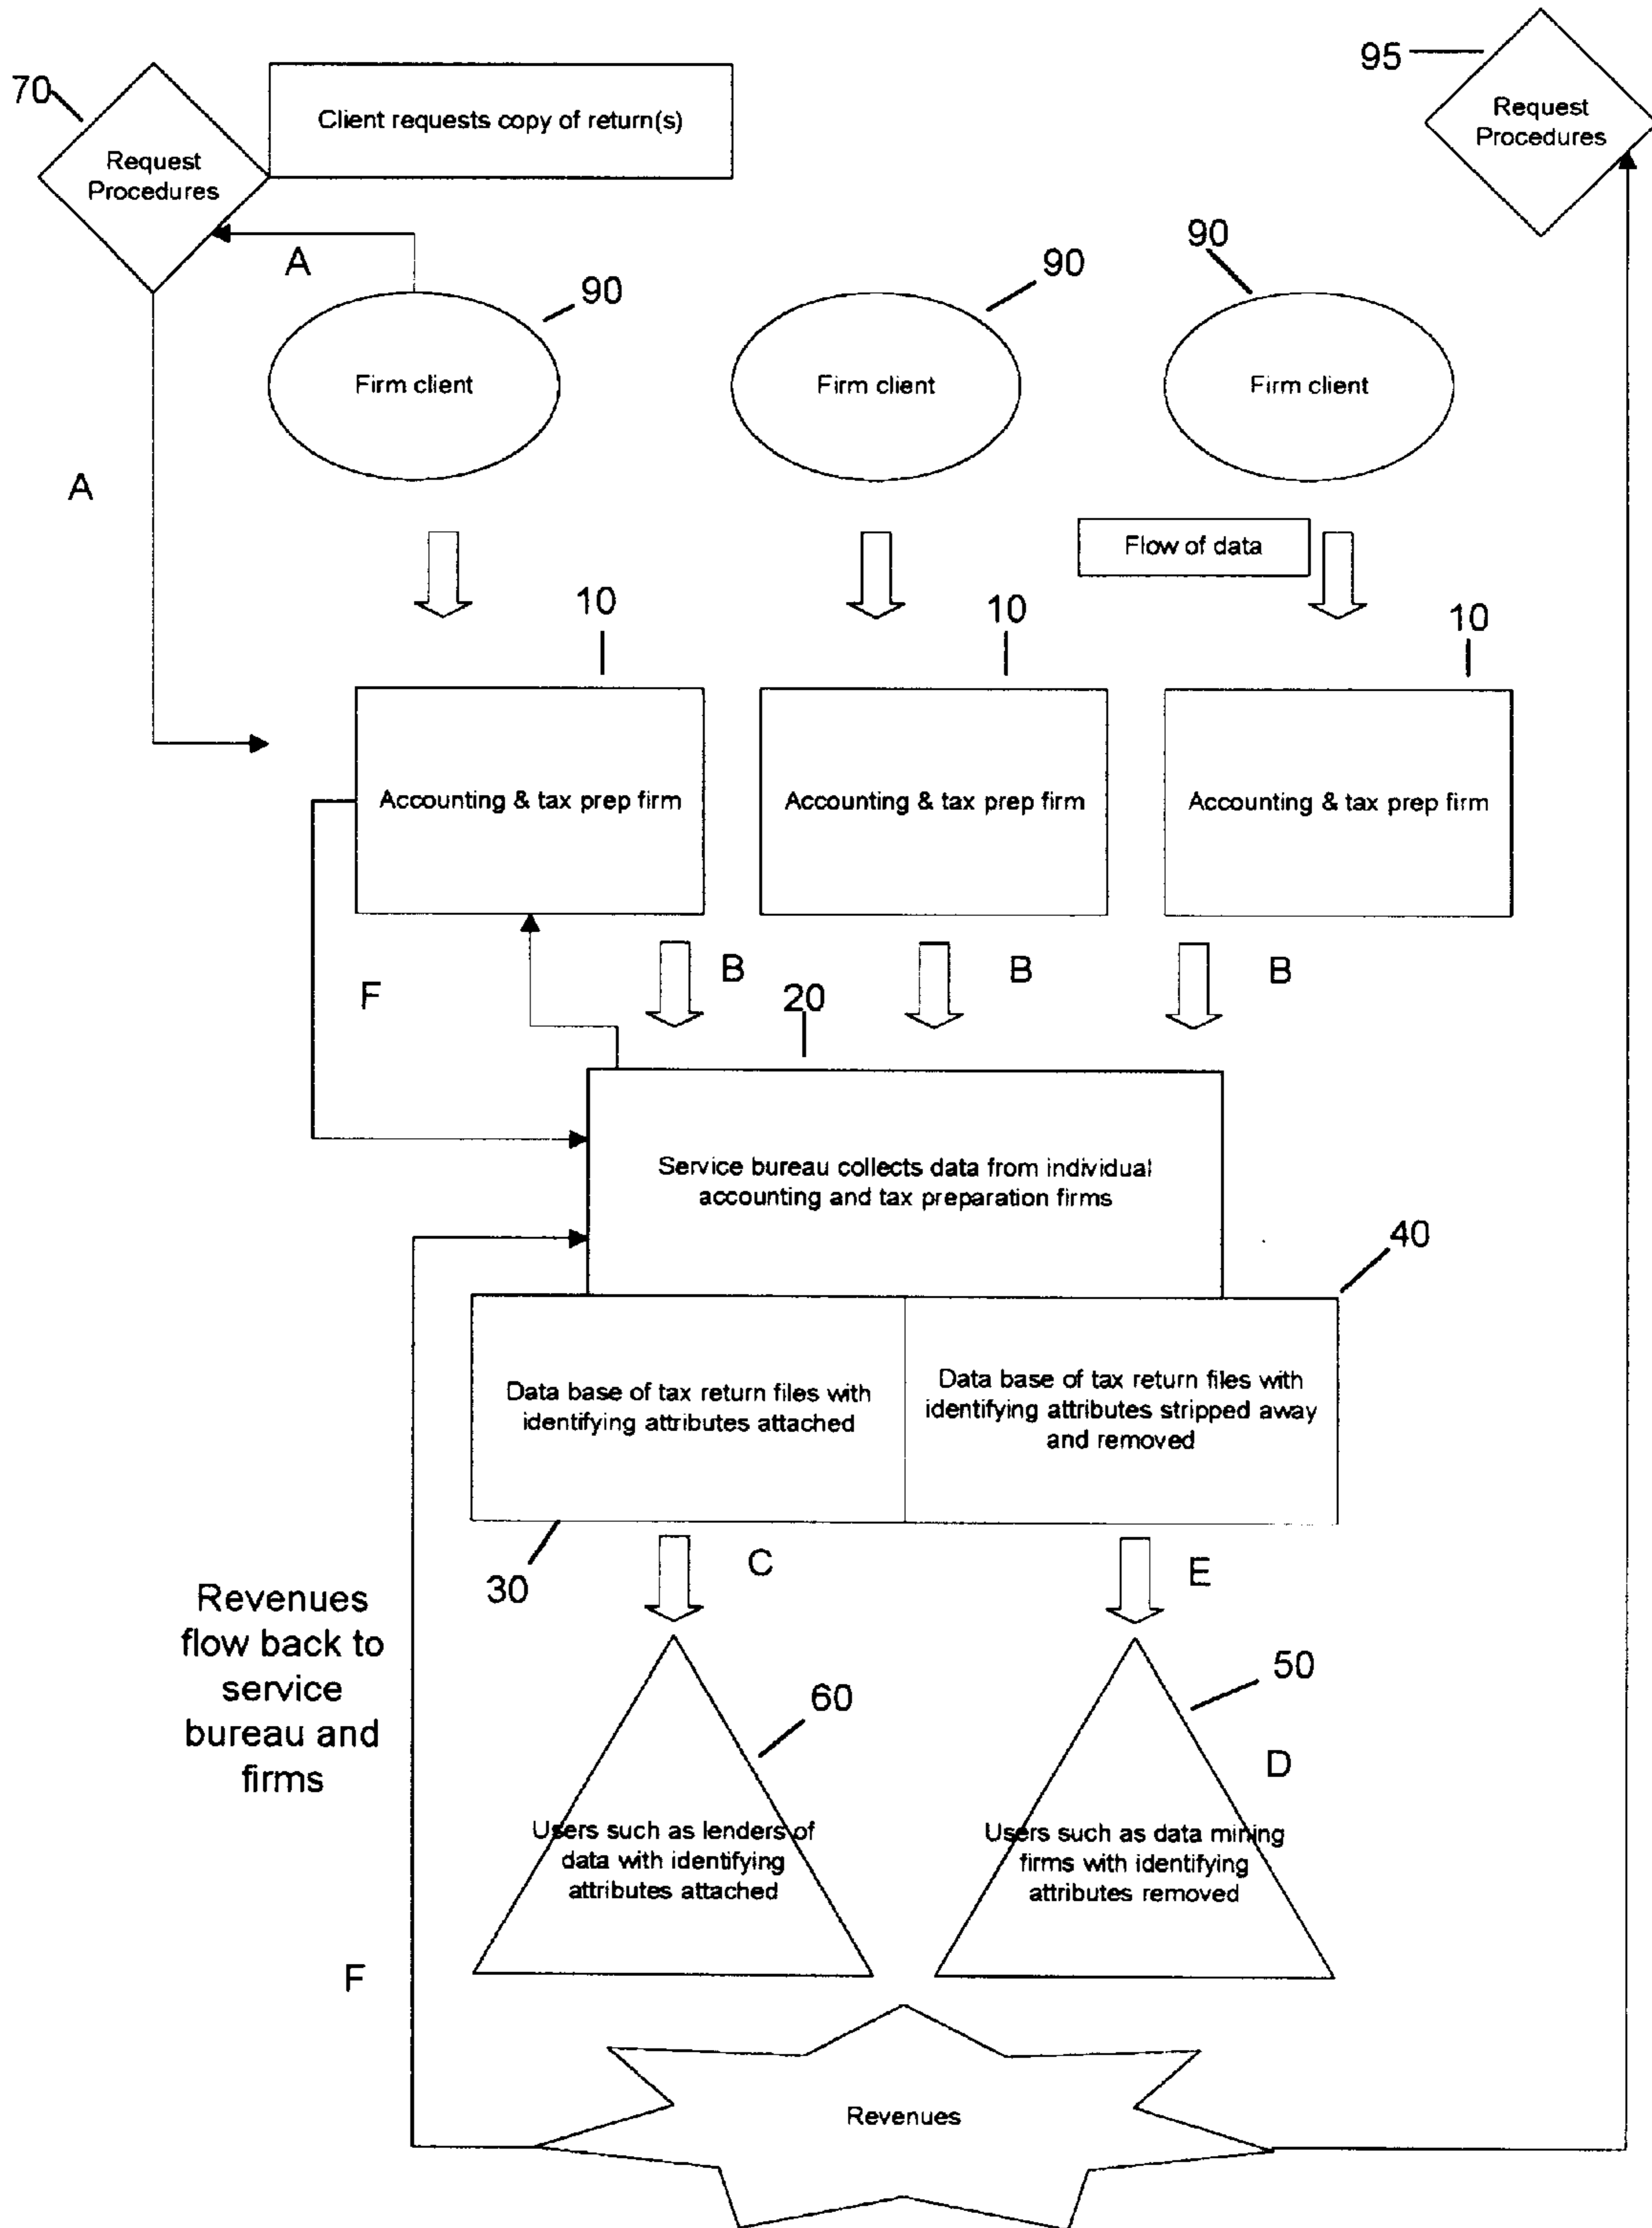 95
70
Client requests copy of return(s)
Request
Procedures
Request
Procedures
A
90
90
90
Firm client
Firm client
Firm client
A
Flow of data
10
10
10
Accounting & tax prep firm
Accounting & tax prep firm
Accounting & tax prep firm
F
B
B
B
20
Service bureau collects data from individual
accounting and tax preparation firms
40
Data base of tax return files with
identifying attributes attached
Data base of tax return files with
identifying attributes stripped away
and removed
30
C
E
Revenues
flow back to
service
bureau and
firms
60
50
D
Users such as lenders of
data with identifying
attributes attached
Users such as data mining
firms with identifying
attributes removed
F
Revenues